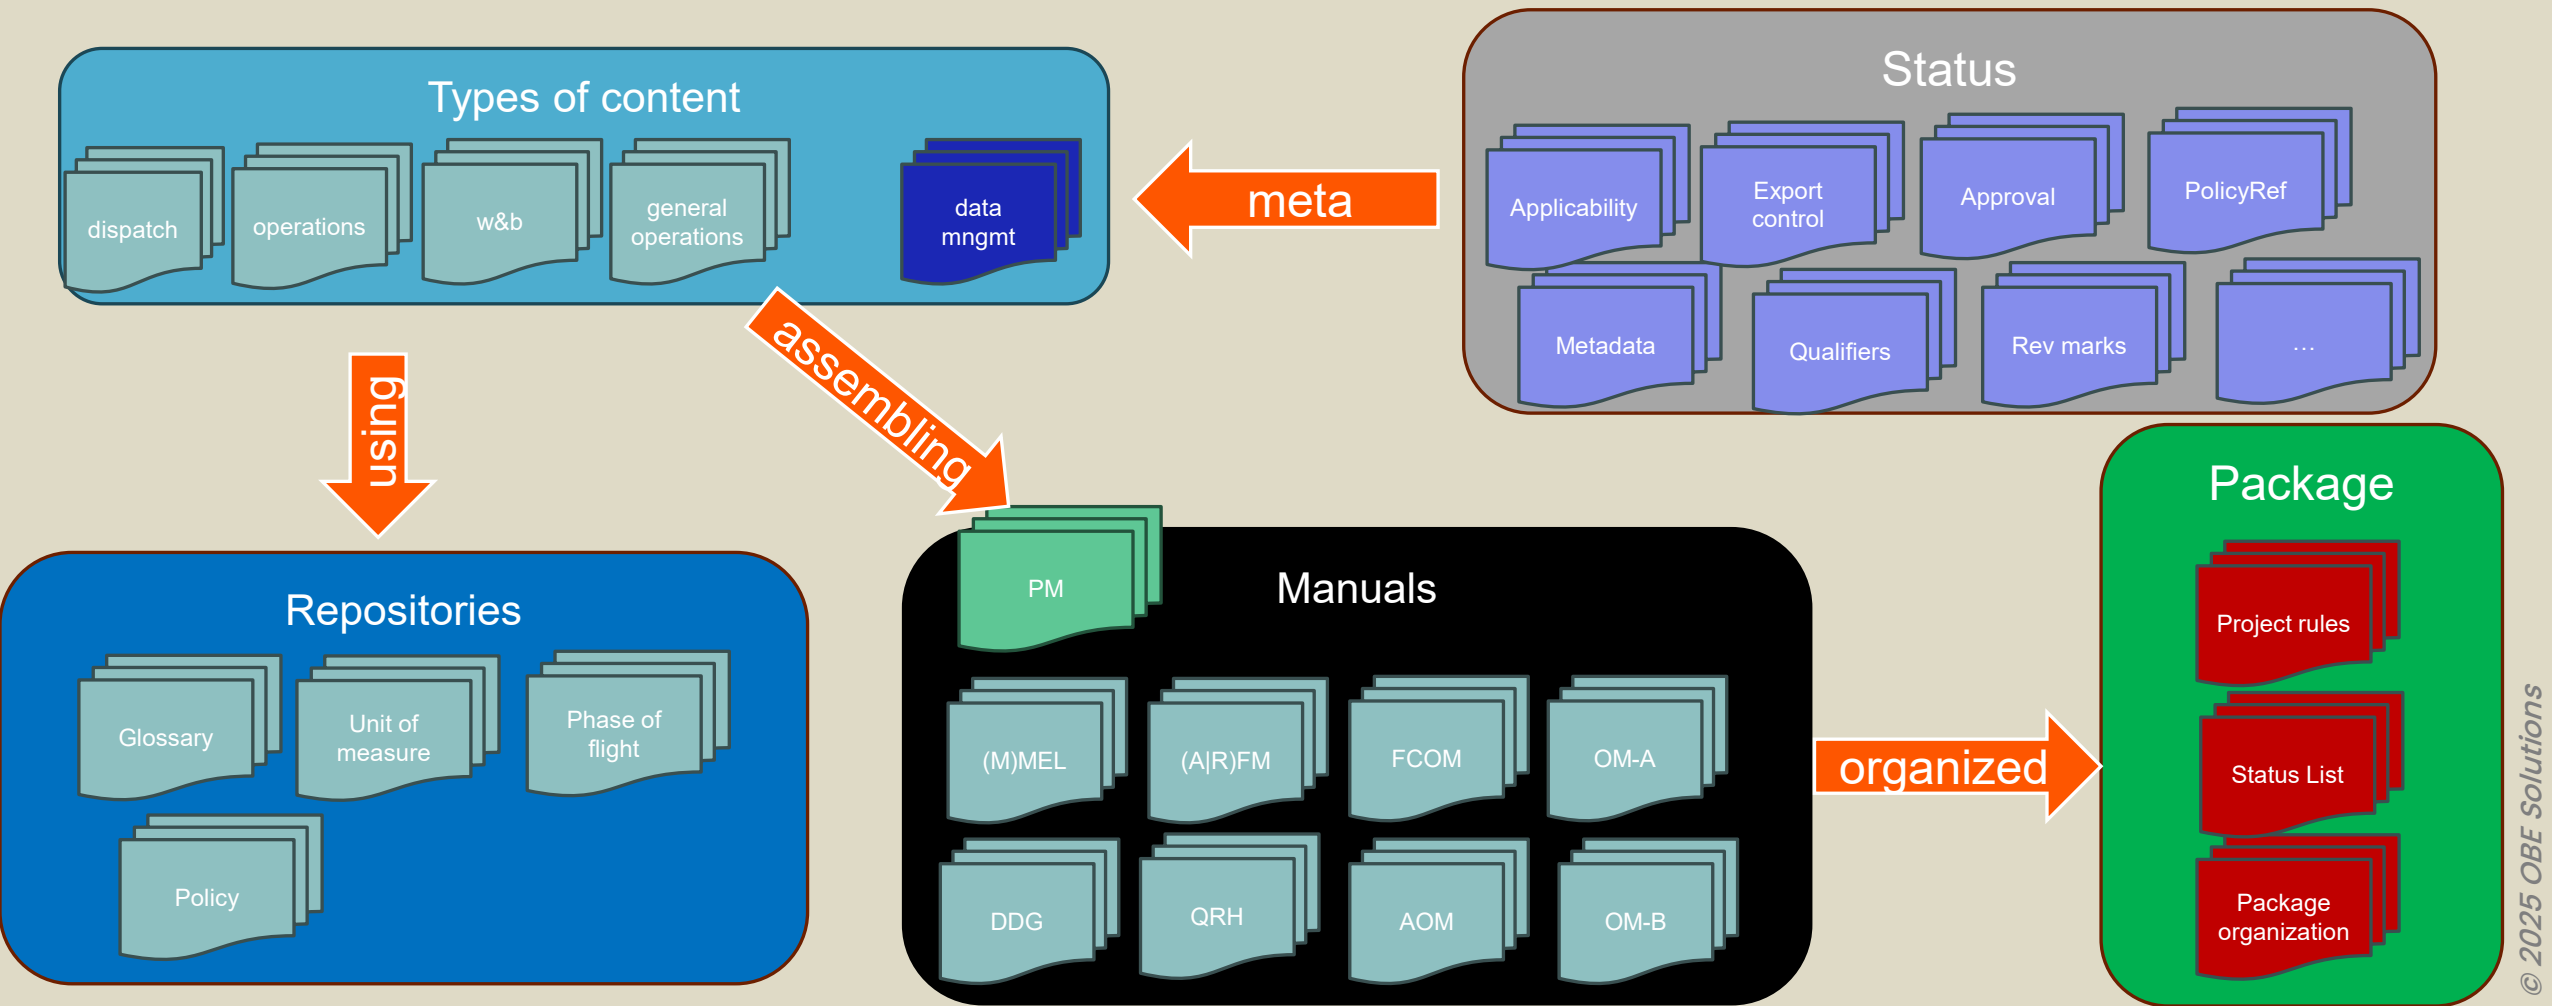 Types of content
dispatch
operations
w&b
general
operations
data
mngmt
meta
Status
Applicability
Export
control
Approval
PolicyRef
Metadata
Qualifiers
Rev marks
...
using
assembling
Repositories
Glossary
Unit of
measure
Phase of
flight
Policy
PM
Manuals
(M)MEL
(A|R)FM
FCOM
OM-A
DDG
QRH
AOM
OM-B
organized
Package
Project rules
Status List
Package
organization
© 2025 OBE Solutions